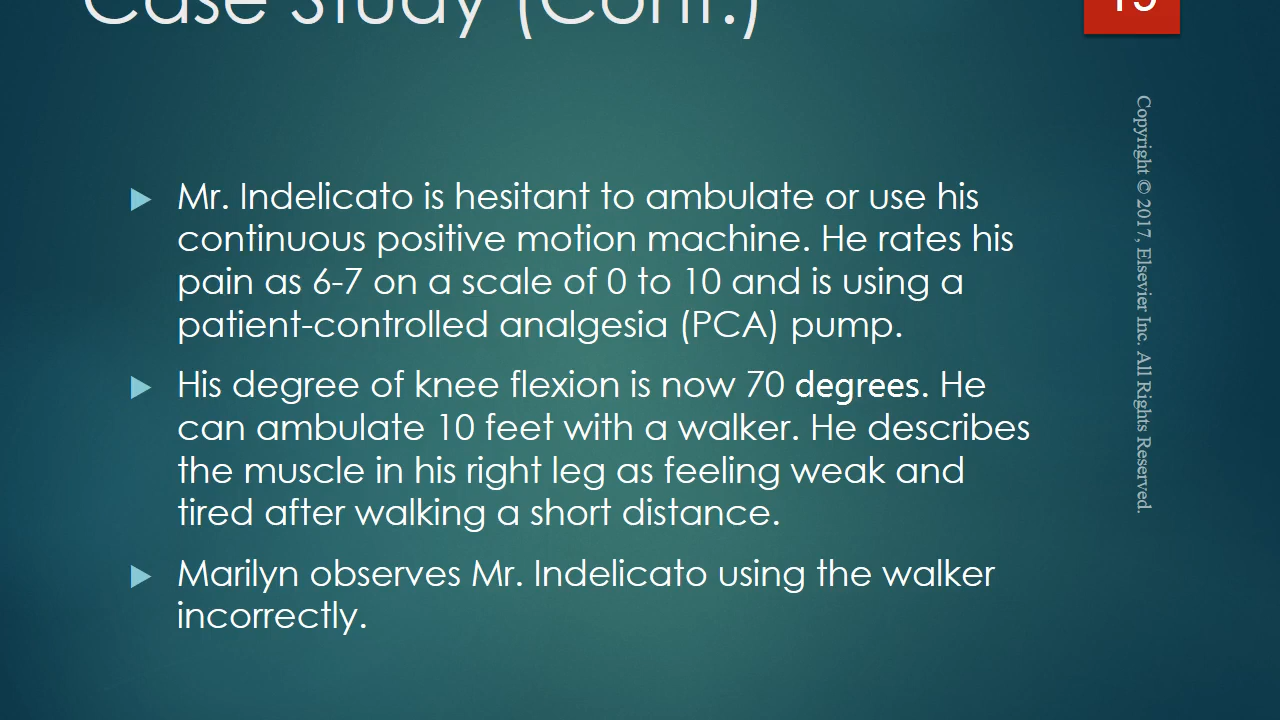 Case Study (Cont.)
Mr. Indelicato is hesitant to ambulate or use his
continuous positive motion machine. He rates his
pain as 6-7 on a scale of 0 to 10 and is using a
patient-controlled analgesia (PCA) pump.
His degree of knee flexion is now 70 degrees. He
can ambulate 10 feet with a walker. He describes
the muscle in his right leg as feeling weak and
tired after walking a short distance.
Marilyn observes Mr. Indelicato using the walker
incorrectly.
Copyright © 2017, Elsevier Inc. All Rights Reserved.